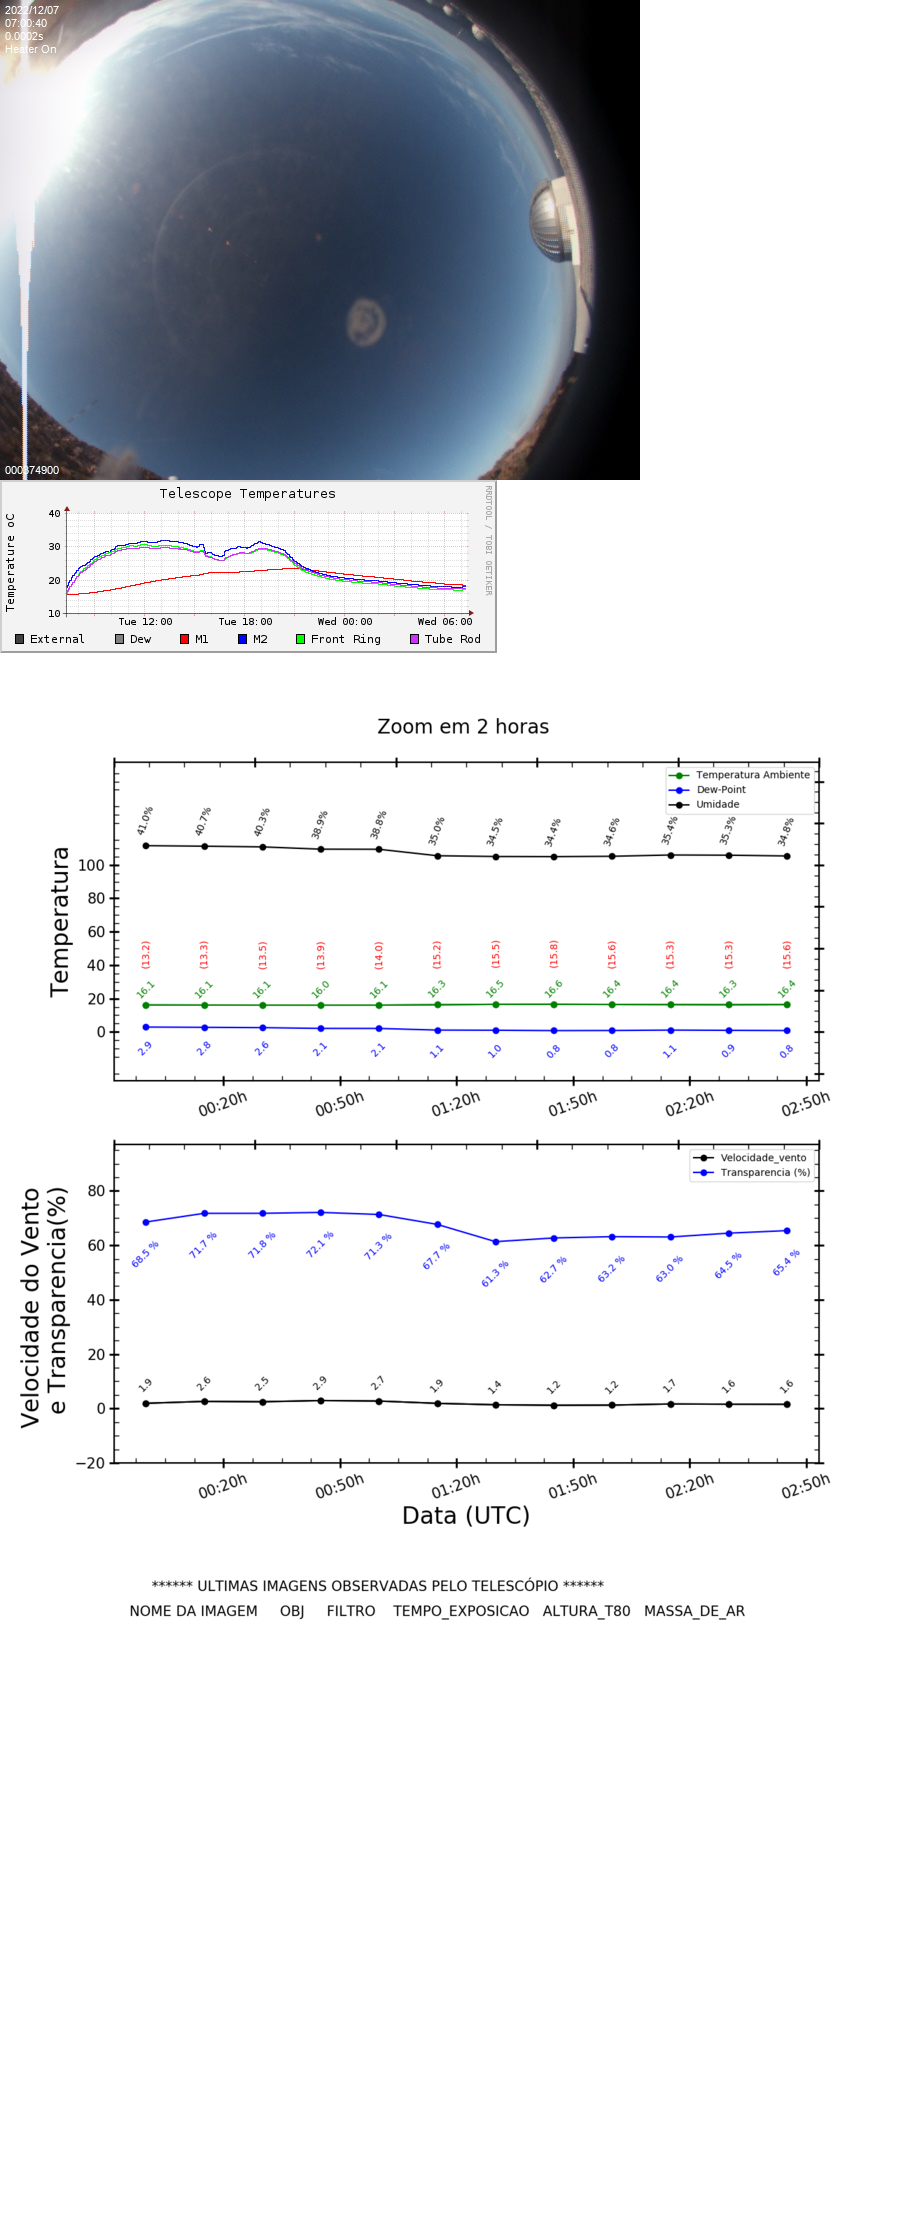 2022/12/07
07:00:40
0.0002s
Heater On
000374900
Telescope Temperatures
Temperature oC
40
30
20
10
Tue 12:00 Tue 18:00 Wed 00:00 Wed 06:00
External Dew M1 M2 Front Ring Tube Rod
RRDTOOL / TOBI OETIKER
Zoom em 2 horas
Temperatura Ambiente
Dew-Point
Umidade
Temperatura
100
80
60
40
20
0
41.0% 40.7% 40.3% 38.9% 38.8% 35.0% 34.5% 34.4% 34.6% 35.4% 35.3% 34.8%
(13.2) (13.3) (13.5) (13.9) (14.0) (15.2) (15.5) (15.8) (15.6) (15.3) (15.3) (15.6)
16.1 16.1 16.1 16.0 16.1 16.3 16.5 16.6 16.4 16.4 16.3 16.4
2.9 2.8 2.6 2.1 2.1 1.1 1.0 0.8 0.8 1.1 0.9 0.8
00:20h 00:50h 01:20h 01:50h 02:20h 02:50h
Velocidade_vento
Transparencia (%)
Velocidade do Vento
e Transparencia(%)
80
60
40
20
0
−20
68.5 % 71.7 % 71.8 % 72.1 % 71.3 % 67.7 % 61.3 % 62.7 % 63.2 % 63.0 % 64.5 % 65.4 %
1.9 2.6 2.5 2.9 2.7 1.9 1.4 1.2 1.2 1.7 1.6 1.6
00:20h 00:50h 01:20h 01:50h 02:20h 02:50h
Data (UTC)
****** ULTIMAS IMAGENS OBSERVADAS PELO TELESCÓPIO ******
NOME DA IMAGEM OBJ FILTRO TEMPO_EXPOSICAO ALTURA_T80 MASSA_DE_AR